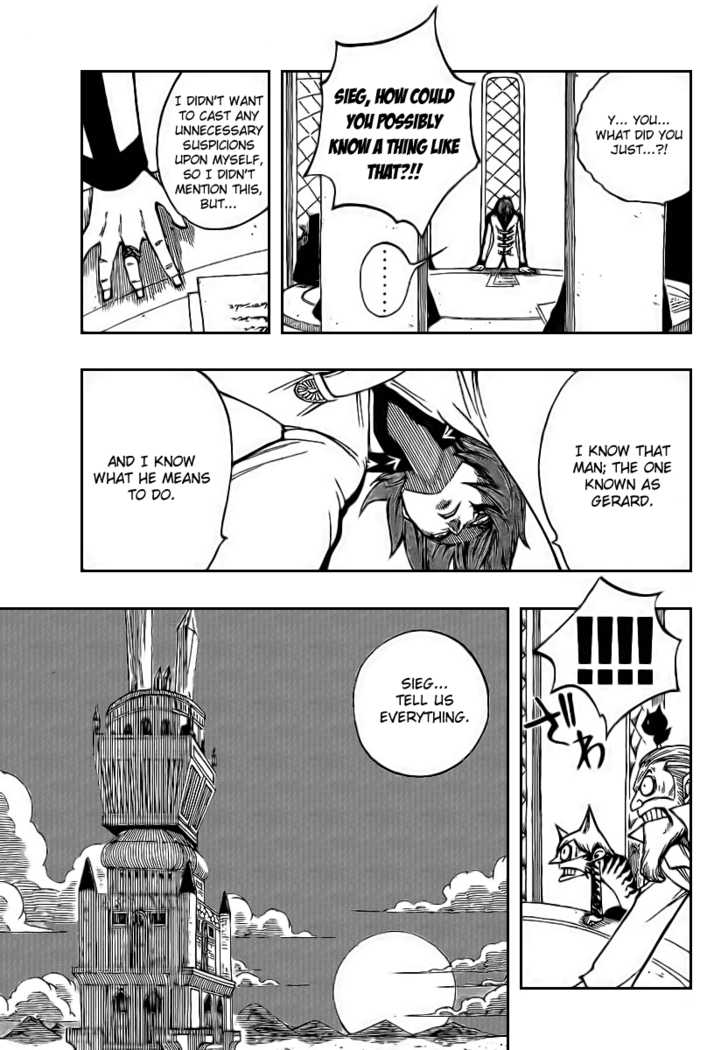 Y... YOU...
WHAT DID YOU
JUST...?!
SIEG, HOW COULD
YOU POSSIBLY
KNOW A THING LIKE
THAT?!!
......
I DIDN'T WANT
TO CAST ANY
UNNECESSARY
SUSPICIONS
UPON MYSELF,
SO I DIDN'T
MENTION THIS,
BUT...
I KNOW THAT
MAN; THE ONE
KNOWN AS
GERARD.
AND I KNOW
WHAT HE MEANS
TO DO.
!!!!
ざわ
SIEG...
TELL US
EVERYTHING.